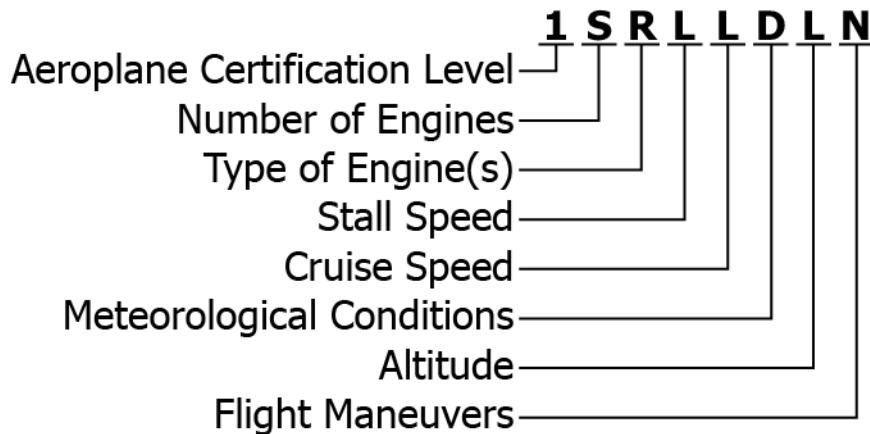 1 S R L L D L N
Aeroplane Certification Level
Number of Engines
Type of Engine(s)
Stall Speed
Cruise Speed
Meteorological Conditions
Altitude
Flight Maneuvers